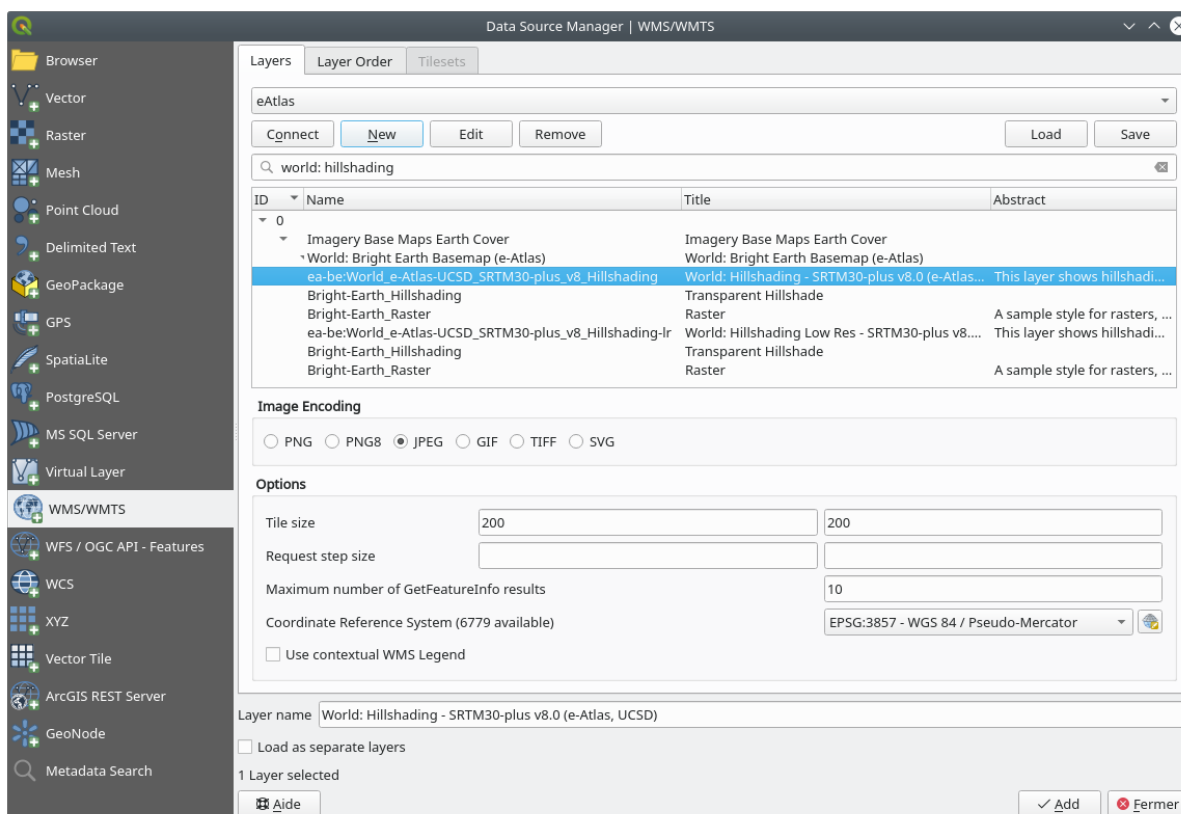 Data Source Manager | WMS/WMTS
Browser
Vector
Raster
Mesh
Point Cloud
Delimited Text
GeoPackage
GPS
SpatiaLite
PostgreSQL
MS SQL Server
Virtual Layer
WMS/WMTS
WFS / OGC API - Features
WCS
XYZ
Vector Tile
ArcGIS REST Server
GeoNode
Metadata Search
Layers Layer Order Tilesets
eAtlas
Connect New Edit Remove Load Save
world: hillshading
ID Name Title Abstract
0
Imagery Base Maps Earth Cover Imagery Base Maps Earth Cover
World: Bright Earth Basemap (e-Atlas) World: Bright Earth Basemap (e-Atlas)
ea-be:World_e-Atlas-UCSD_SRTM30-plus_v8_Hillshading World: Hillshading - SRTM30-plus v8.0 (e-Atlas... This layer shows hillshadi...
Bright-Earth_Hillshading Transparent Hillshade
Bright-Earth_Raster Raster A sample style for rasters, ...
ea-be:World_e-Atlas-UCSD_SRTM30-plus_v8_Hillshading-lr World: Hillshading Low Res - SRTM30-plus v8.... This layer shows hillshadi...
Bright-Earth_Hillshading Transparent Hillshade
Bright-Earth_Raster Raster A sample style for rasters, ...
Image Encoding
PNG PNG8 JPEG GIF TIFF SVG
Options
Tile size 200 200
Request step size
Maximum number of GetFeatureInfo results 10
Coordinate Reference System (6779 available) EPSG:3857 - WGS 84 / Pseudo-Mercator
Use contextual WMS Legend
Layer name World: Hillshading - SRTM30-plus v8.0 (e-Atlas, UCSD)
Load as separate layers
1 Layer selected
Aide Add Fermer